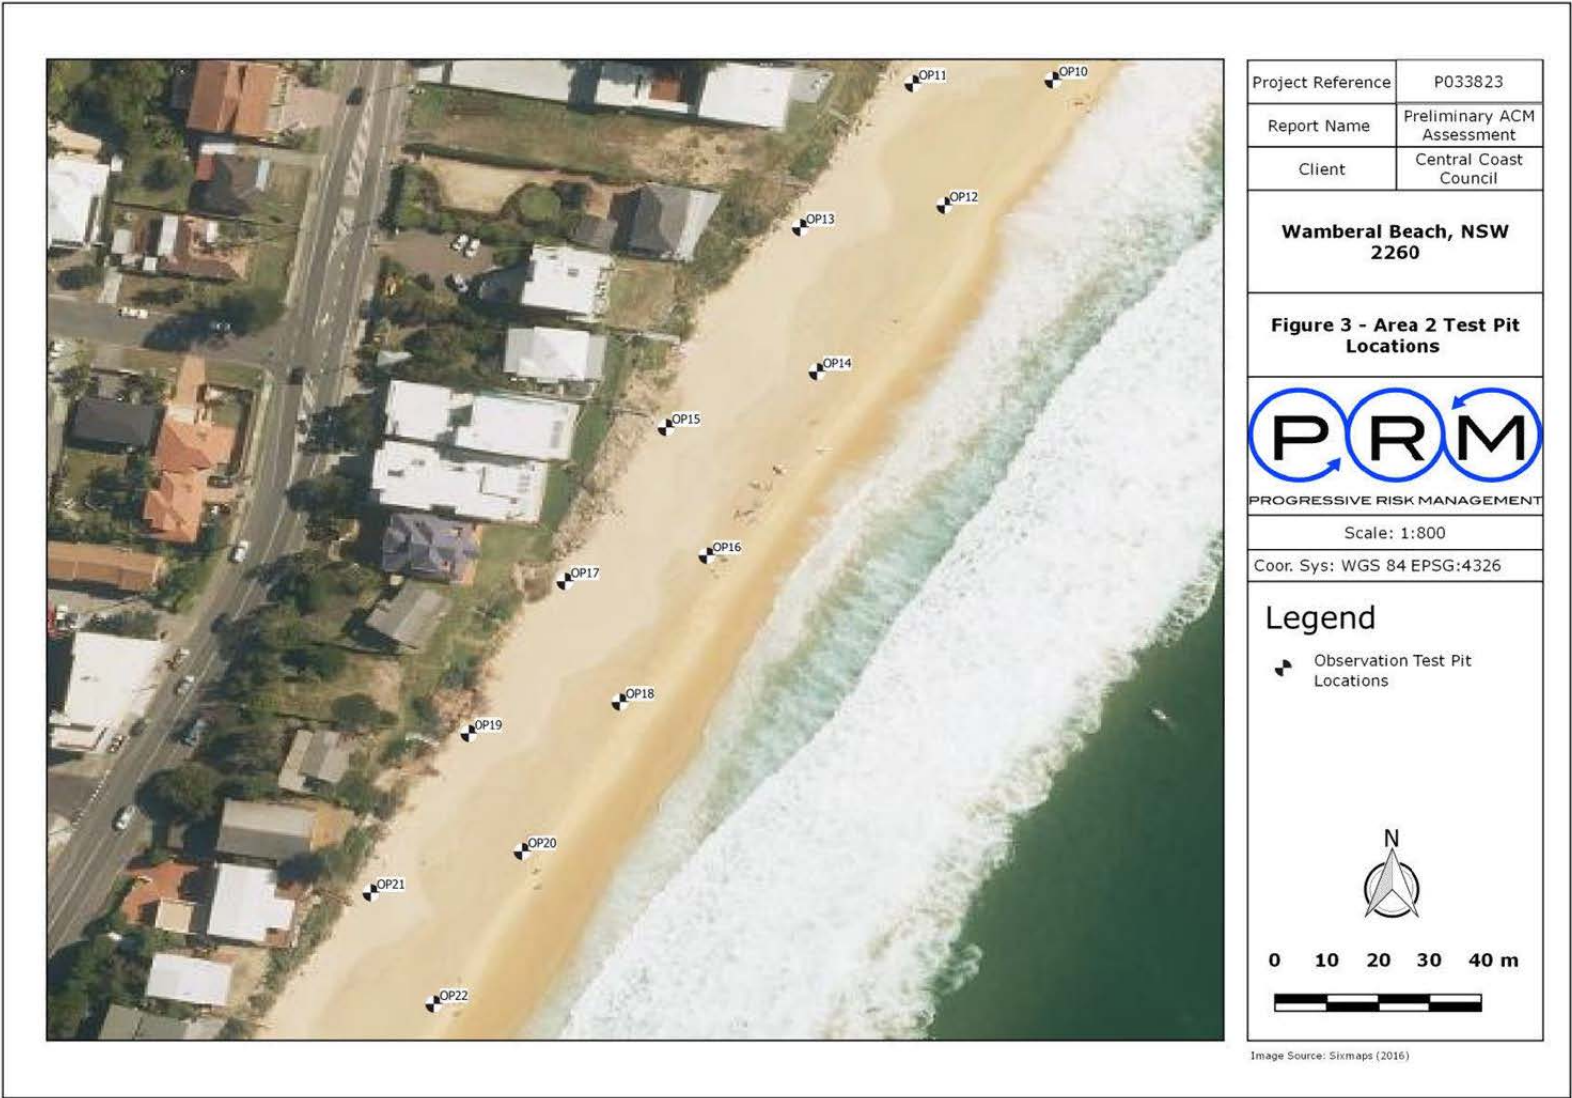 OP11
OP10
OP12
OP13
OP14
OP15
OP16
OP17
OP18
OP19
OP20
OP21
OP22
Project Reference
P033823
Report Name
Preliminary ACM
Assessment
Client
Central Coast
Council
Wamberal Beach, NSW
2260
Figure 3 - Area 2 Test Pit
Locations
PRM
PROGRESSIVE RISK MANAGEMENT
Scale: 1:800
Coor. Sys: WGS 84 EPSG:4326
Legend
Observation Test Pit
Locations
N
0 10 20 30 40 m
Image Source: Sixmaps (2016)